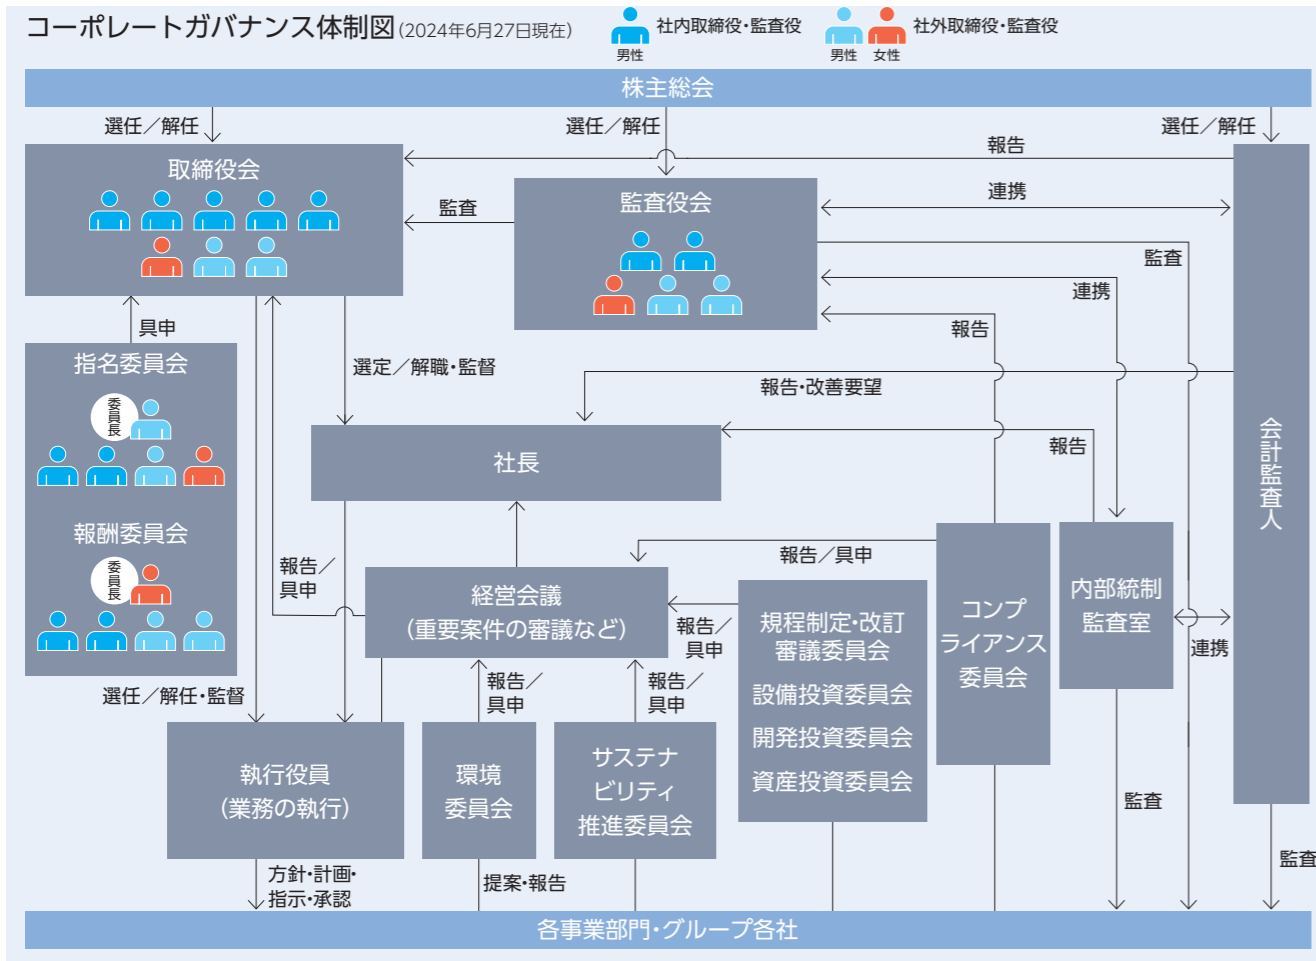 コーポレートガバナンス体制図(2024年6月27日現在)
男性
社内取締役・監査役
男性
女性
社外取締役・監査役
株主総会
選任／解任
選任／解任
選任／解任
取締役会
監査役会
報告
連携
監査
監査
連携
報告
具申
指名委員会
委員長
報酬委員会
委員長
選定／解職・監督
報告・改善要望
社長
報告
会計監査人
報告／
具申
報告／具申
経営会議
（重要案件の審議など）
報告／
具申
規程制定・改訂
審議委員会
設備投資委員会
開発投資委員会
資産投資委員会
コンプ
ライアンス
委員会
内部統制
監査室
連携
選任／解任・監督
報告／
具申
報告／
具申
執行役員
（業務の執行）
環境
委員会
サステナ
ビリティ
推進委員会
監査
監査
方針・計画・
指示・承認
提案・報告
各事業部門・グループ各社